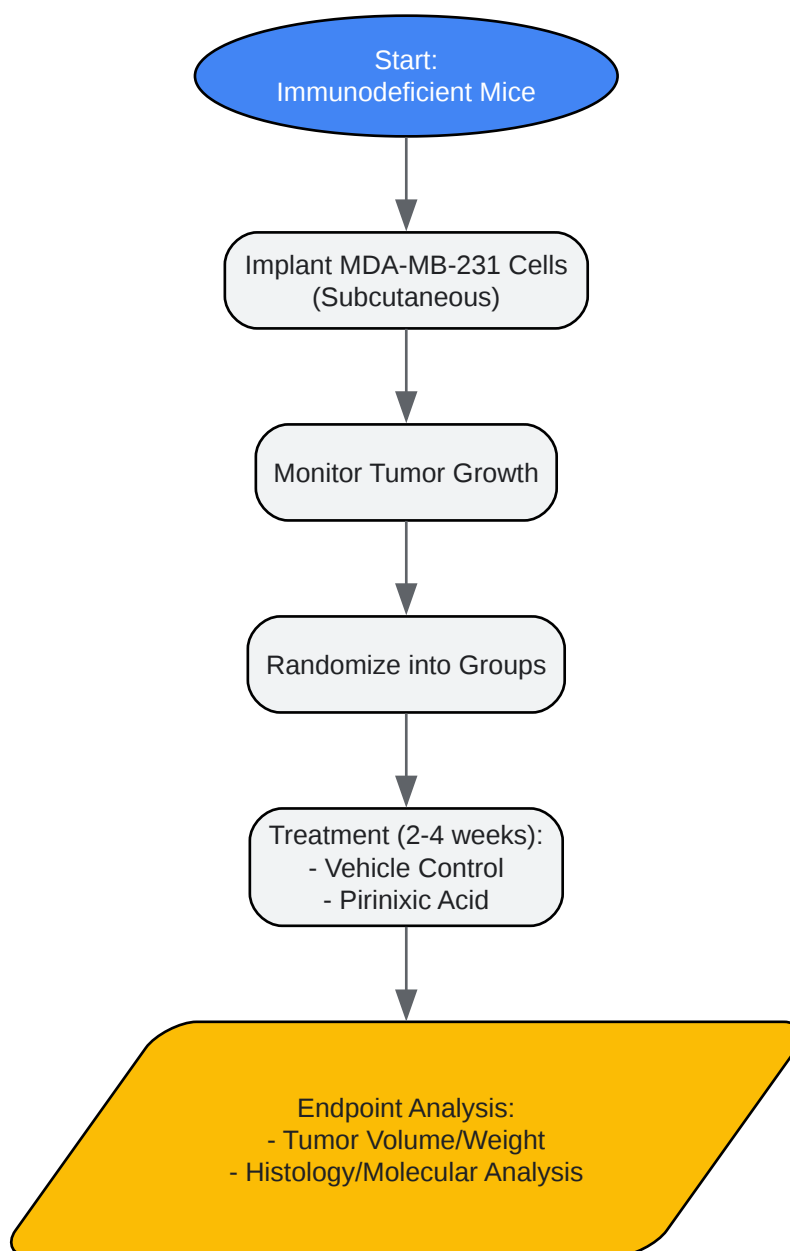 Start:
Immunodeficient Mice
Implant MDA-MB-231 Cells
(Subcutaneous)
Monitor Tumor Growth
Randomize into Groups
Treatment (2-4 weeks):
- Vehicle Control
- Pirinixic Acid
Endpoint Analysis:
- Tumor Volume/Weight
- Histology/Molecular Analysis